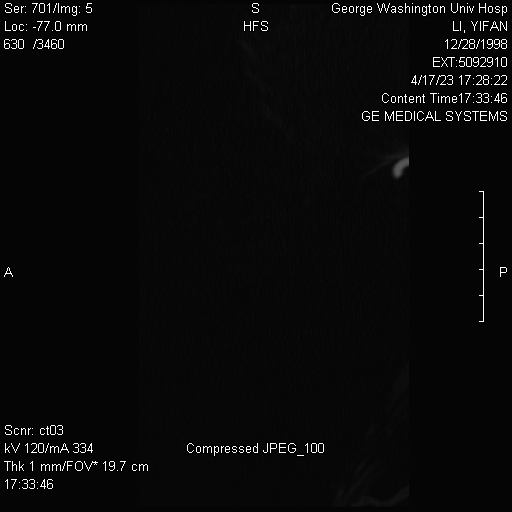 Ser: 701/Img: 5
Loc: -77.0 mm
630 /3460
S
HFS
George Washington Univ Hosp
LI, YIFAN
12/28/1998
EXT:5092910
4/17/23 17:28:22
Content Time17:33:46
GE MEDICAL SYSTEMS
A
P
Scnr: ct03
kV 120/mA 334
Thk 1 mm/FOV* 19.7 cm
17:33:46
Compressed JPEG_100